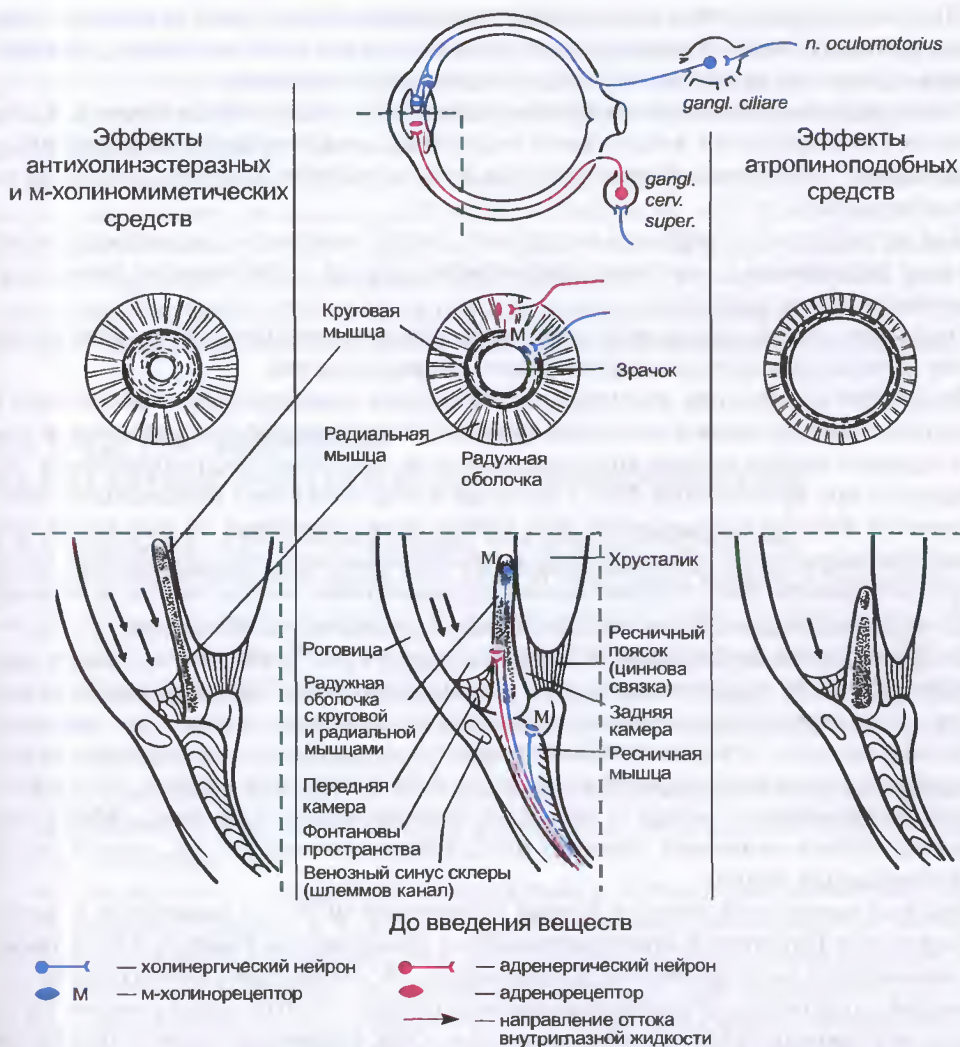 n. oculomotorius
gangl. ciliare
Эффекты
антихолинэстеразных
и м-холиномиметических
средств
gangl.
cerv.
super.
Эффекты
атропиноподобных
средств
Круговая
мышца
М
Зрачок
Радиальная
мышца
Радужная
оболочка
М
Хрусталик
Роговица
Ресничный
поясок
(циннова
связка)
Радужная
оболочка
с круговой
и радиальной
мышцами
М
Задняя
камера
Ресничная
мышца
Передняя
камера
Фонтановы
пространства
Венозный синус склеры
(шлеммов канал)
До введения веществ
— холинергический нейрон
М — м-холинорецептор
— адренергический нейрон
— адренорецептор
— направление оттока
внутриглазной жидкости